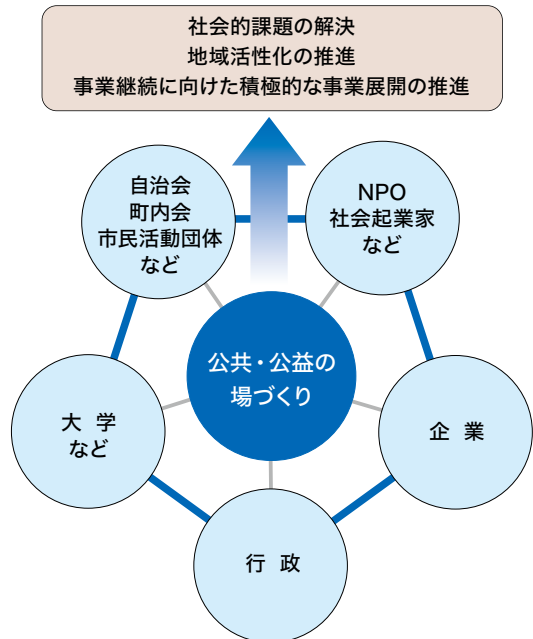 社会的課題の解決
地域活性化の推進
事業継続に向けた積極的な事業展開の推進
自治会
町内会
市民活動団体
など
NPO
社会起業家
など
公共・公益の
場づくり
大 学
など
企 業
行 政